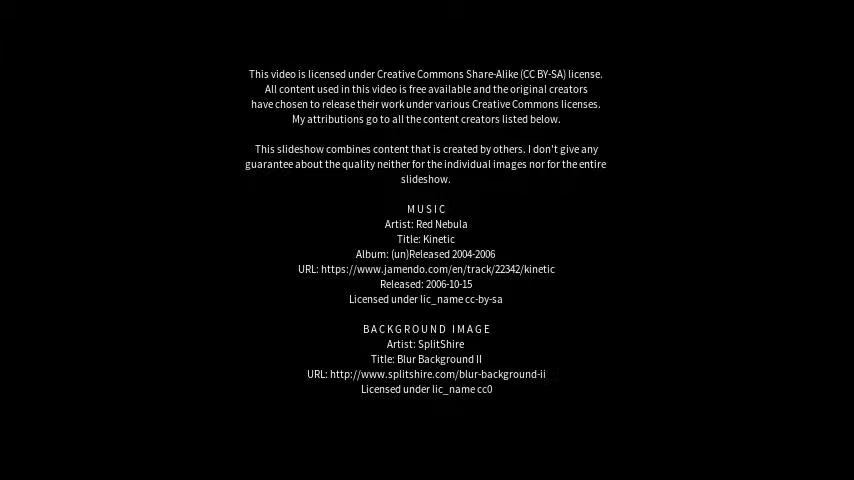 This video is licensed under Creative Commons Share-Alike (CC BY-SA) license.
All content used in this video is free available and the original creators
have chosen to release their work under various Creative Commons licenses.
My attributions go to all the content creators listed below.
This slideshow combines content that is created by others. I don't give any
guarantee about the quality neither for the individual images nor for the entire
slideshow.
MUSIC
Artist: Red Nebula
Title: Kinetic
Album: (un)Released 2004-2006
URL: https://www.jamendo.com/en/track/22342/kinetic
Released: 2006-10-15
Licensed under lic_name cc-by-sa
BACKGROUND IMAGE
Artist: SplitShire
Title: Blur Background II
URL: http://www.splitshire.com/blur-background-ii
Licensed under lic_name cc0